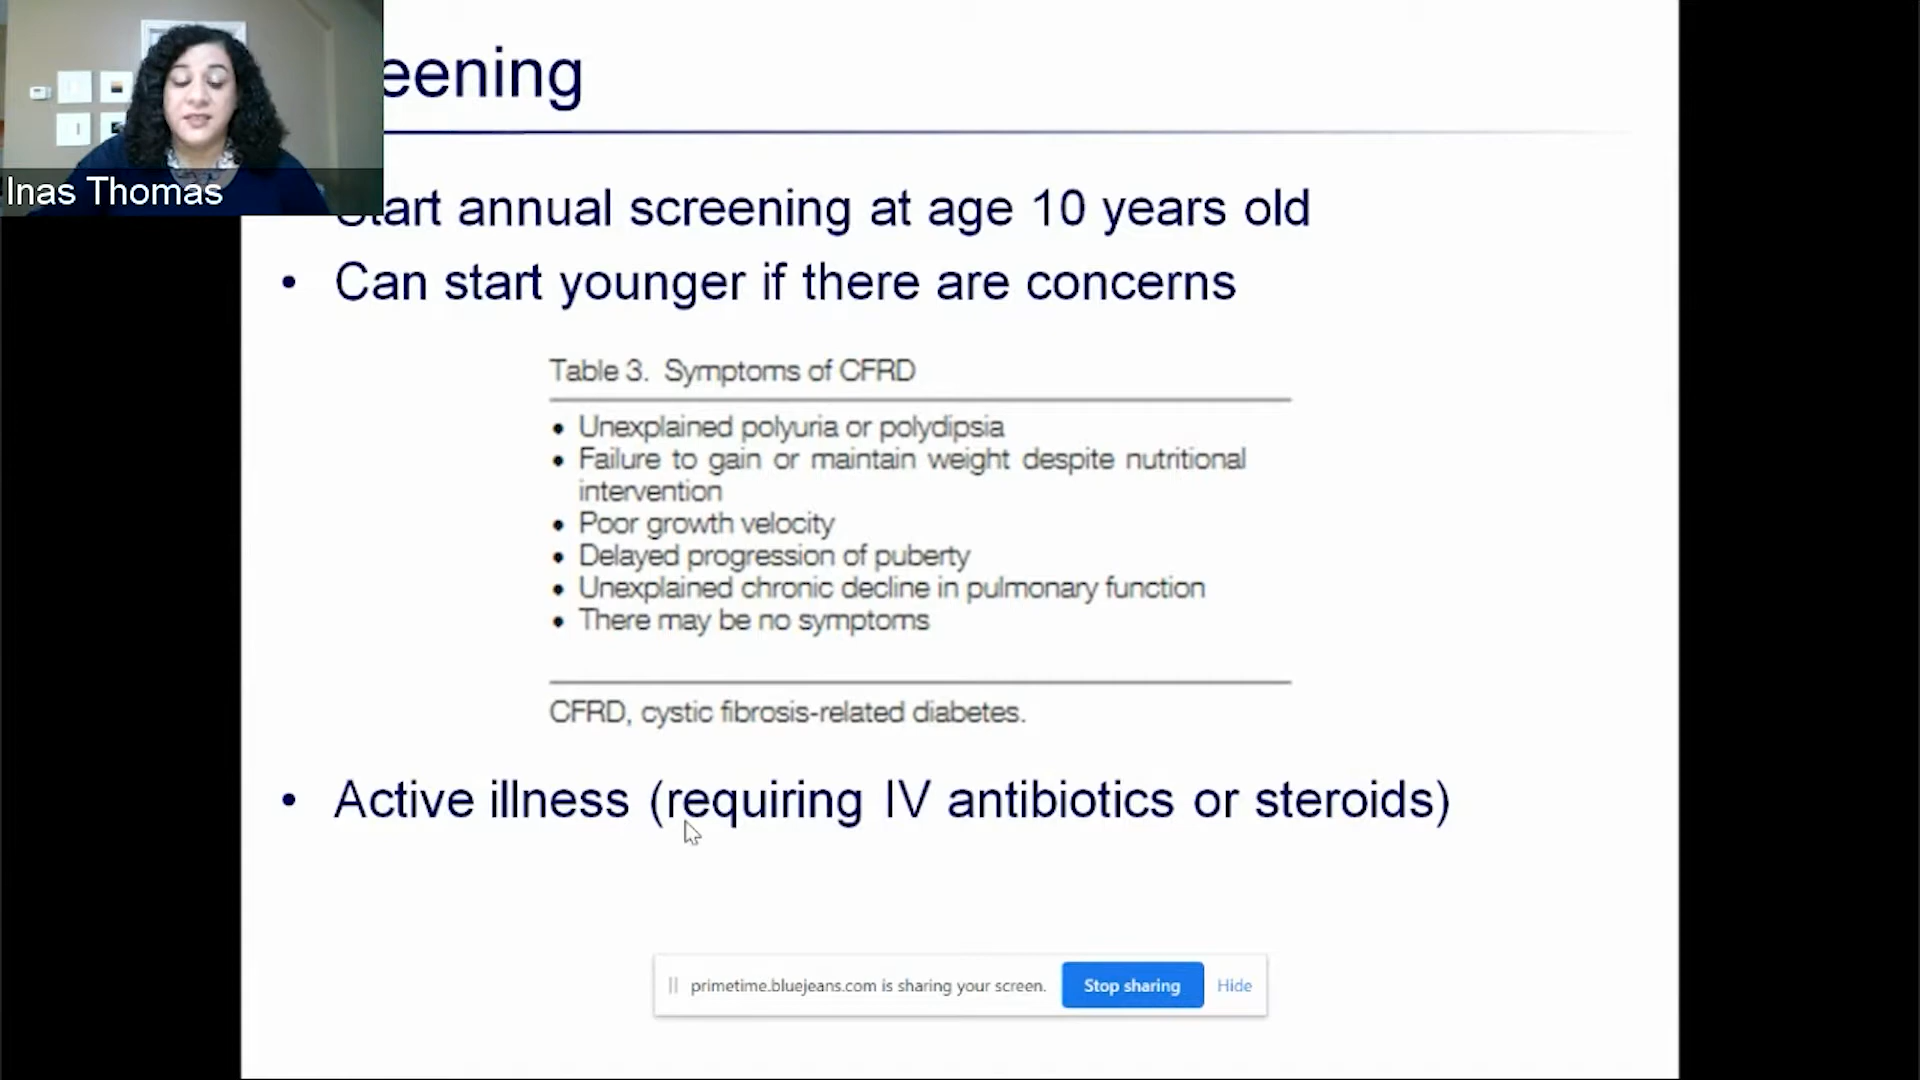 eening
Inas Thomas
Start annual screening at age 10 years old
• Can start younger if there are concerns
Table 3. Symptoms of CFRD
• Unexplained polyuria or polydipsia
• Failure to gain or maintain weight despite nutritional
intervention
• Poor growth velocity
• Delayed progression of puberty
• Unexplained chronic decline in pulmonary function
• There may be no symptoms
CFRD, cystic fibrosis-related diabetes.
• Active illness (requiring IV antibiotics or steroids)
primetime.bluejeans.com is sharing your screen. Stop sharing Hide